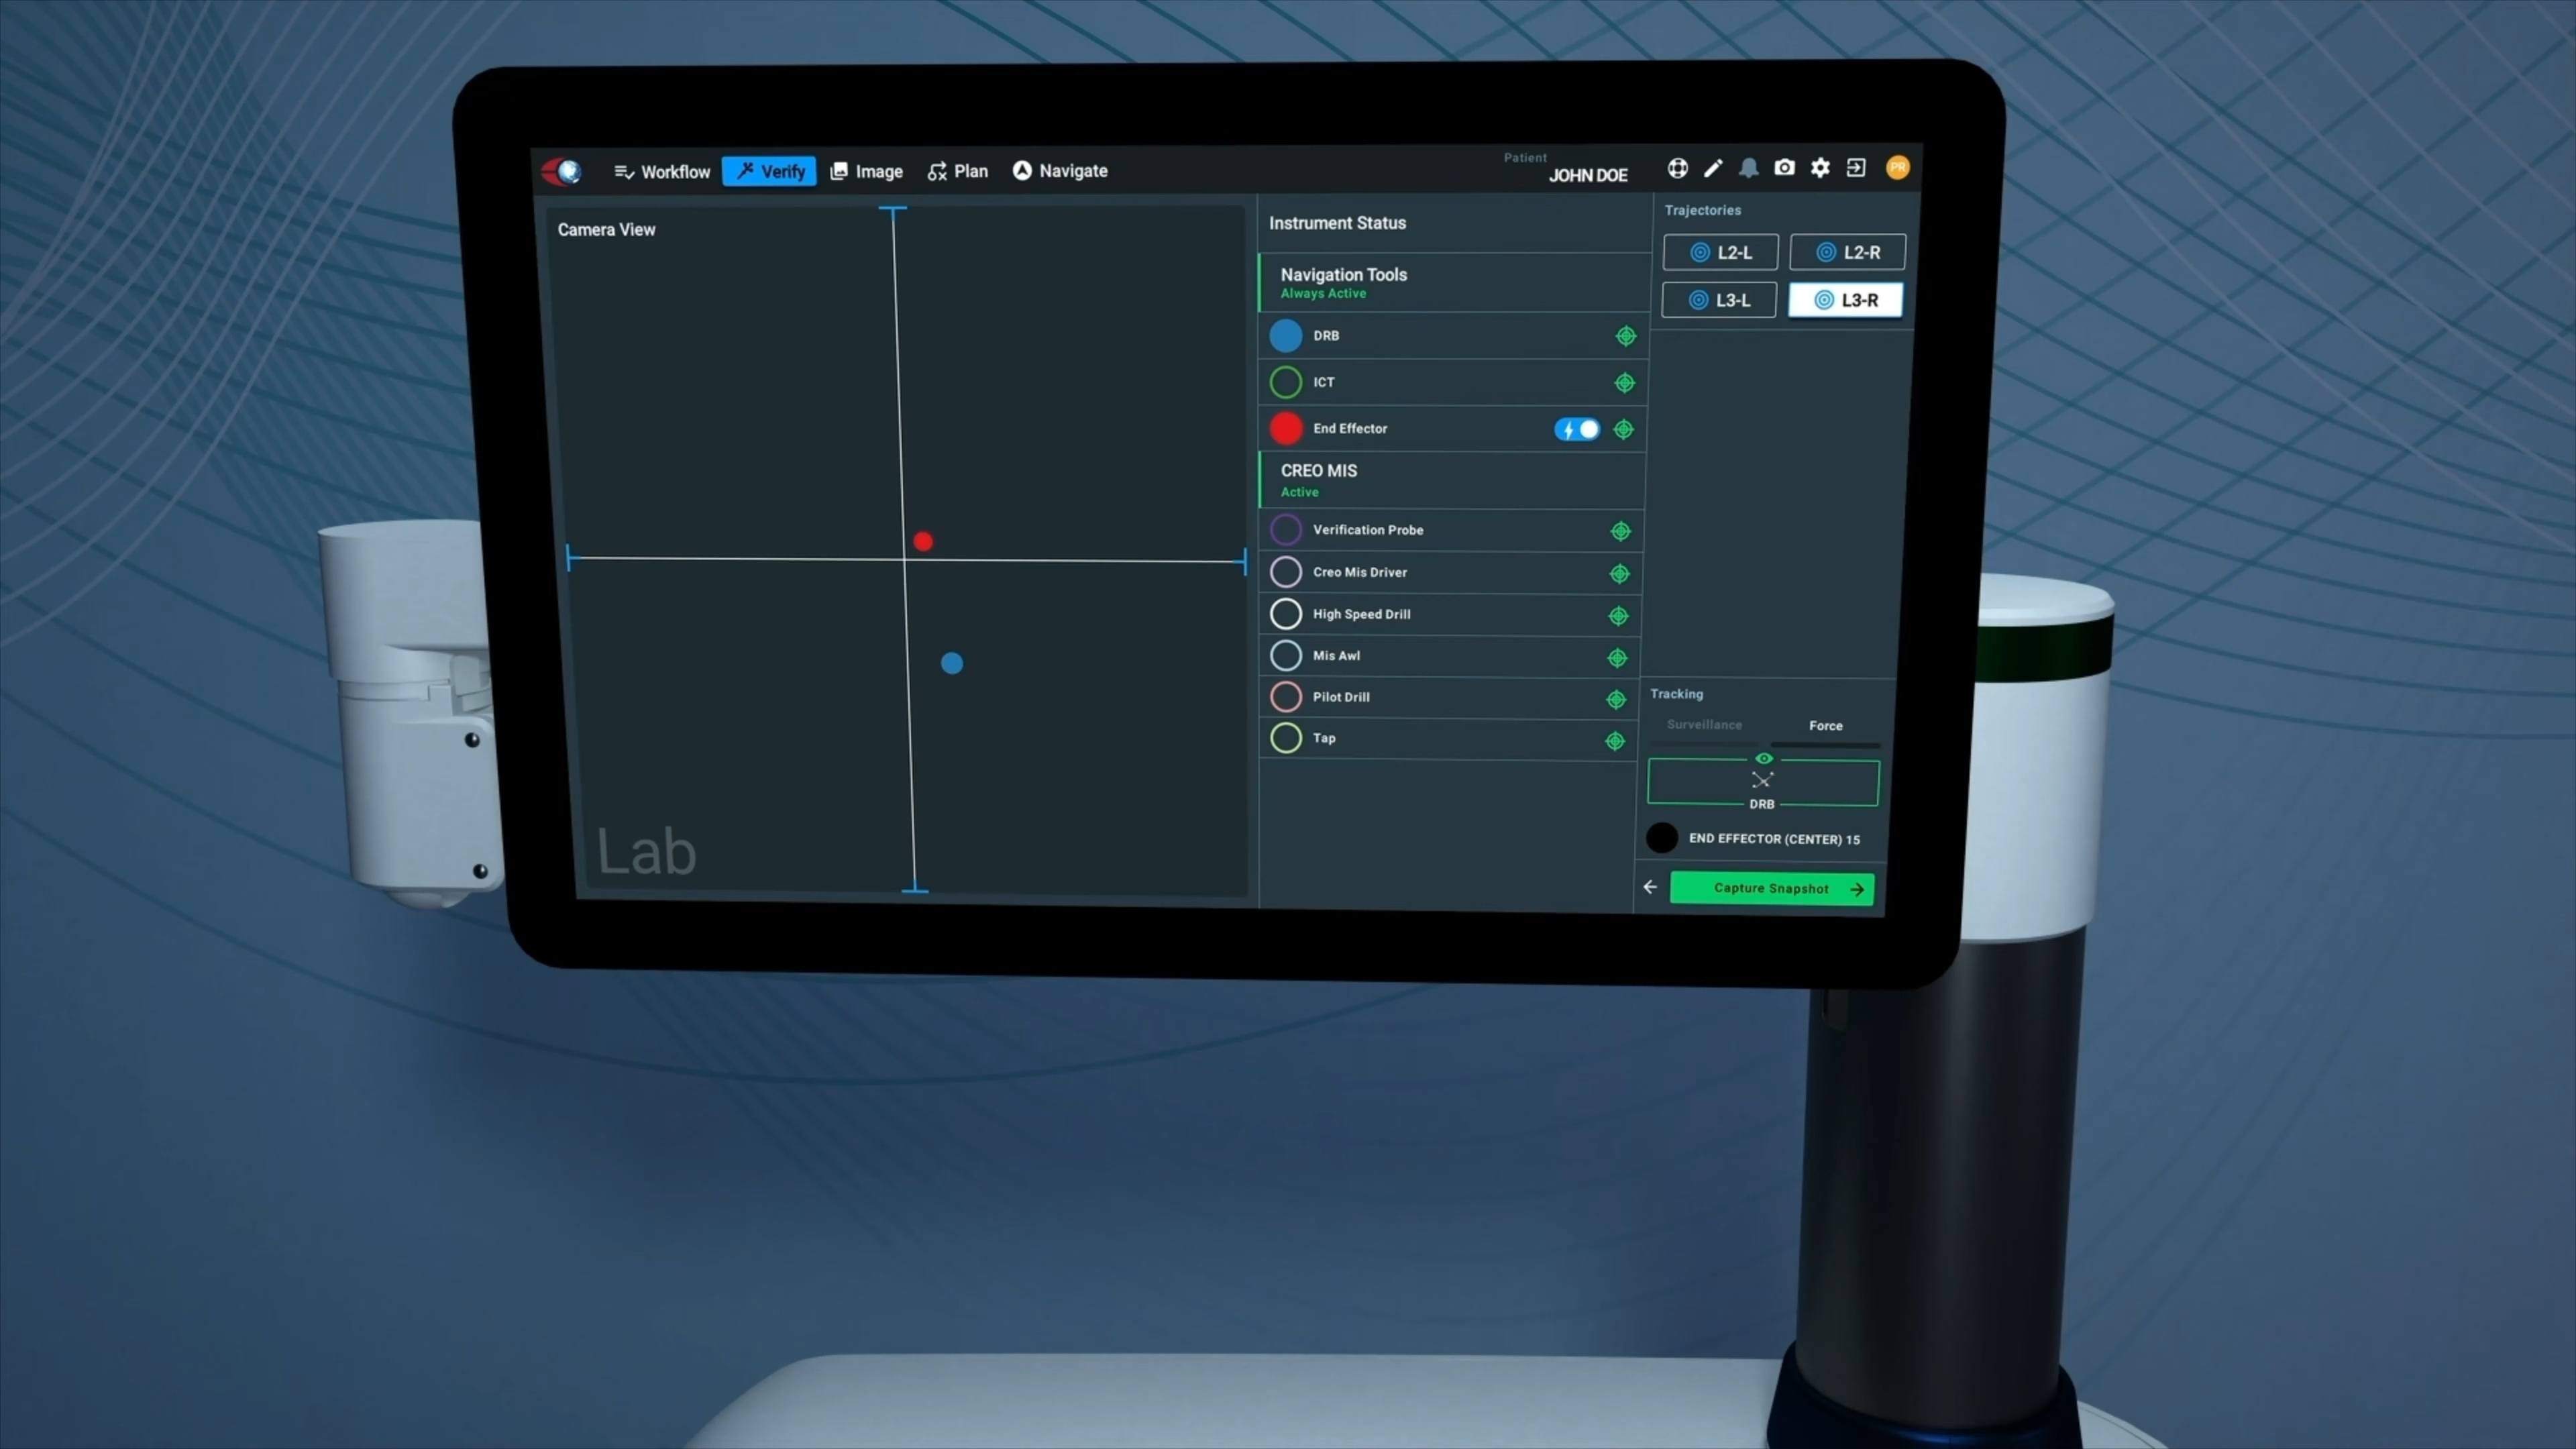 Workflow
Verify
Image
Plan
Navigate
Patient
JOHN DOE
PR
Camera View
Lab
Instrument Status
Navigation Tools
Always Active
DRB
ICT
End Effector
CREO MIS
Active
Verification Probe
Creo Mis Driver
High Speed Drill
Mis Awl
Pilot Drill
Tap
Trajectories
L2-L
L2-R
L3-L
L3-R
Tracking
Surveillance
Force
DRB
END EFFECTOR (CENTER) 15
Capture Snapshot